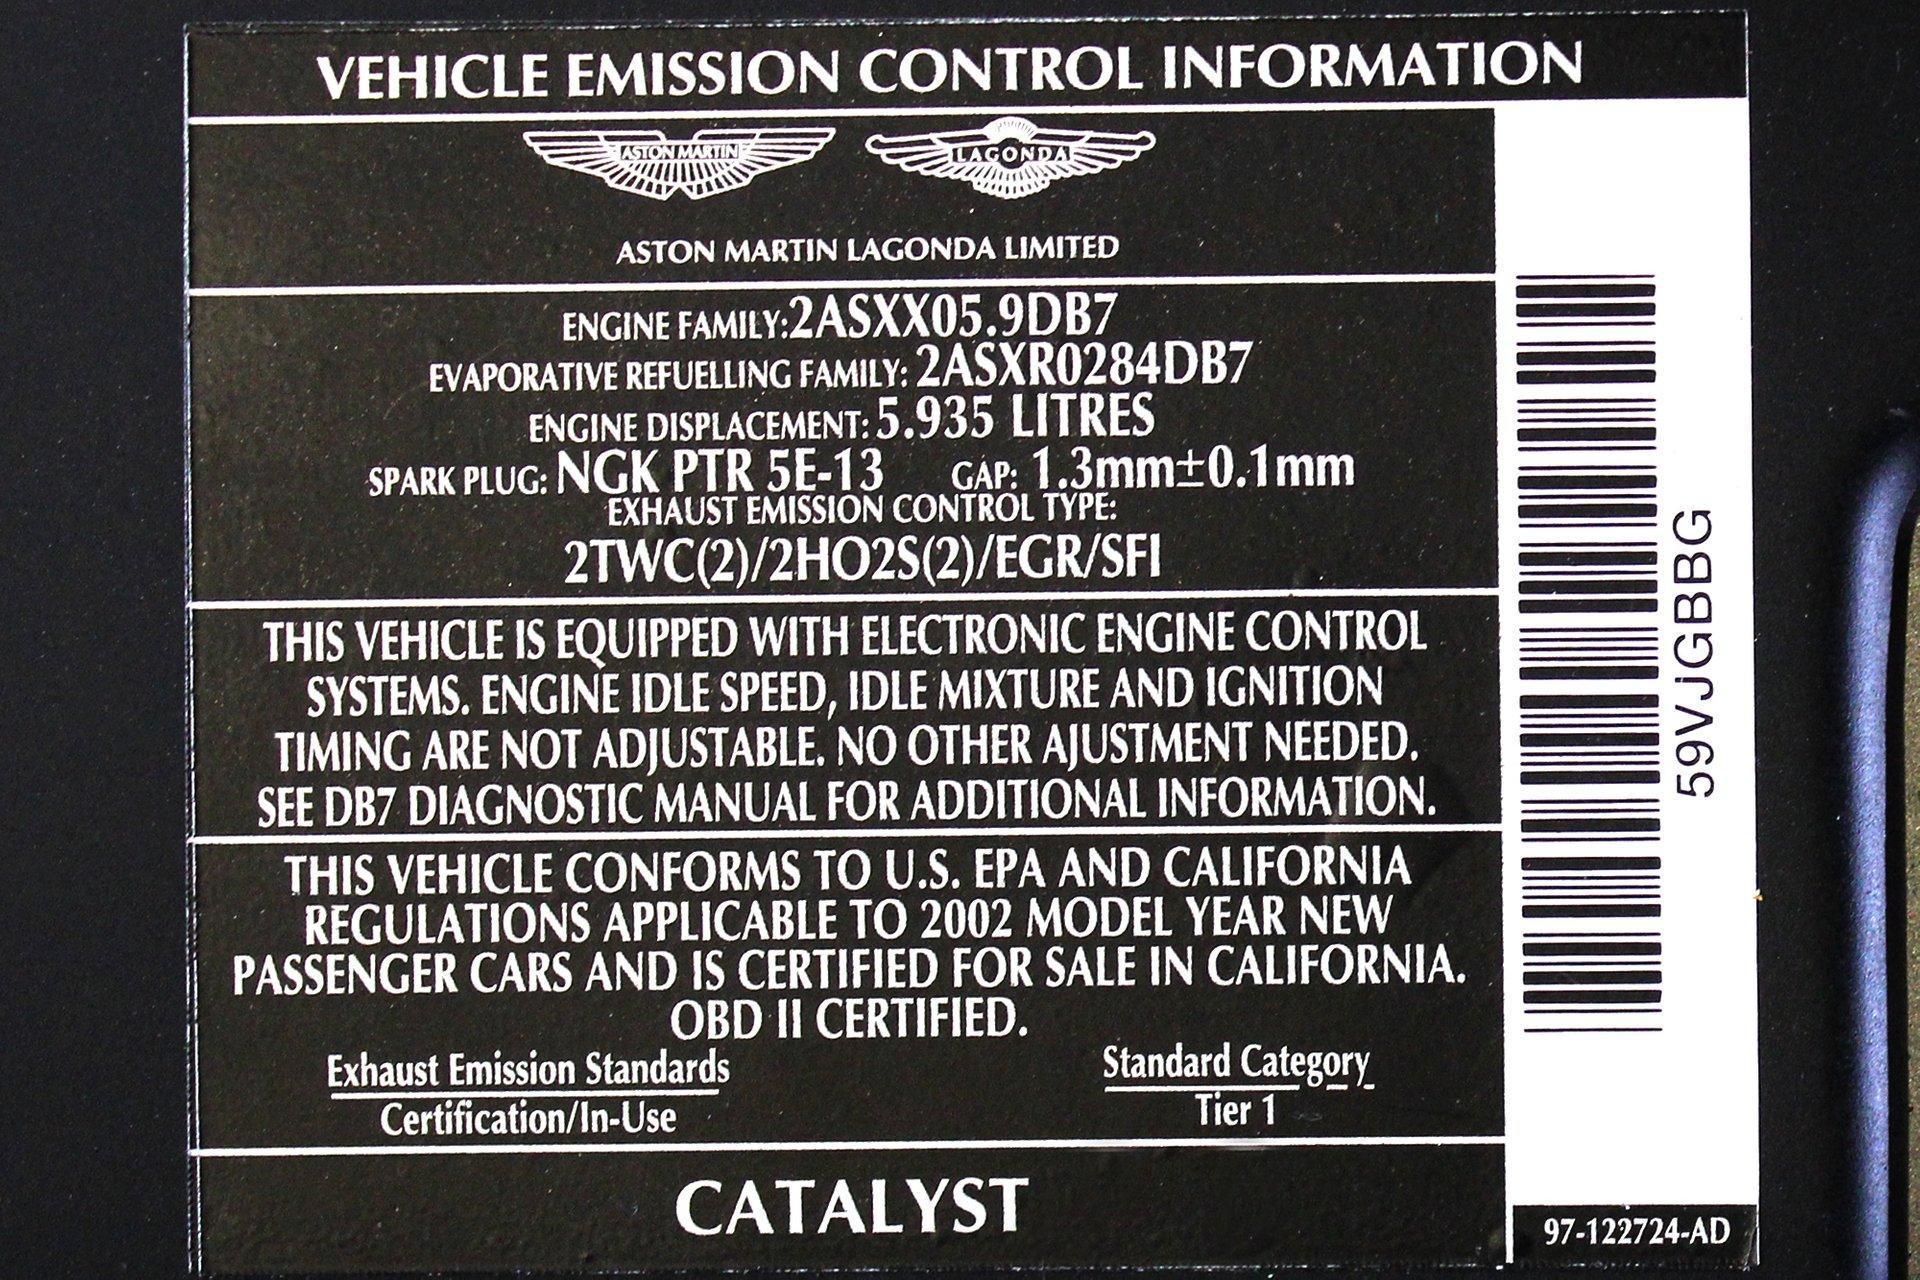 VEHICLE EMISSION CONTROL INFORMATION
ASTON MARTIN
LAGONDA
ASTON MARTIN LAGONDA LIMITED
ENGINE FAMILY:2ASXX05.9DB7
EVAPORATIVE REFUELLING FAMILY: 2ASXR0284DB7
ENGINE DISPLACEMENT: 5.935 LITRES
SPARK PLUG: NGK PTR 5E-13 GAP: 1.3mm±0.1mm
EXHAUST EMISSION CONTROL TYPE:
2TWC(2)/2HO2S(2)/EGR/SFI
THIS VEHICLE IS EQUIPPED WITH ELECTRONIC ENGINE CONTROL
SYSTEMS. ENGINE IDLE SPEED, IDLE MIXTURE AND IGNITION
TIMING ARE NOT ADJUSTABLE. NO OTHER AJUSTMENT NEEDED.
SEE DB7 DIAGNOSTIC MANUAL FOR ADDITIONAL INFORMATION.
THIS VEHICLE CONFORMS TO U.S. EPA AND CALIFORNIA
REGULATIONS APPLICABLE TO 2002 MODEL YEAR NEW
PASSENGER CARS AND IS CERTIFIED FOR SALE IN CALIFORNIA.
OBD II CERTIFIED.
Exhaust Emission Standards
Certification/In-Use
Standard Category
Tier 1
CATALYST
59VJGBBG
97-122724-AD